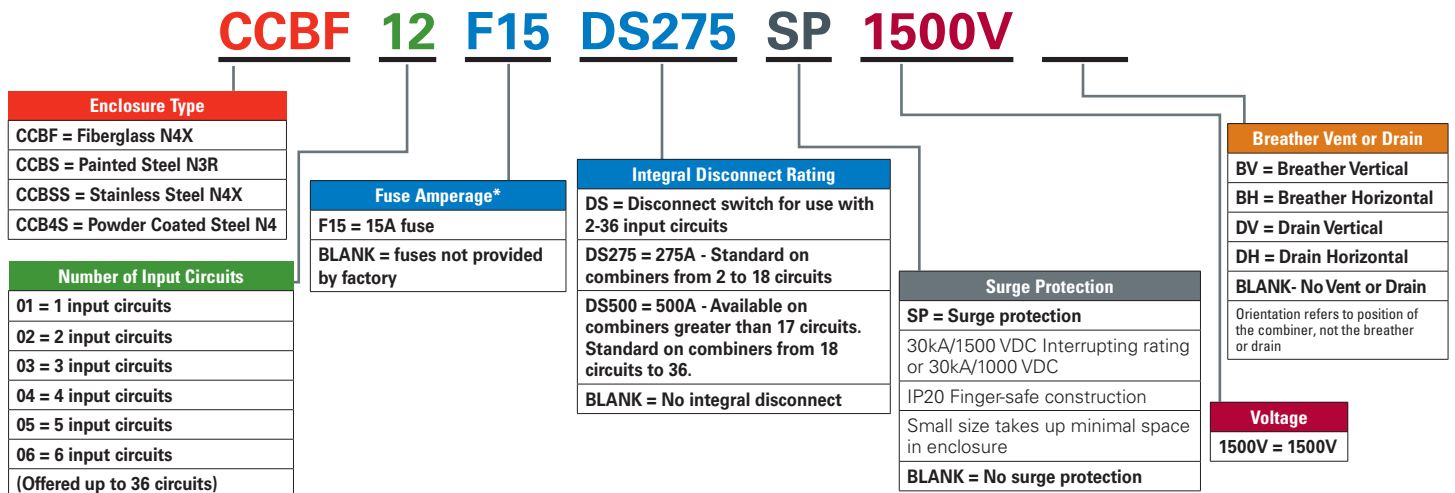 CCBF 12 F15 DS275 SP 1500V
Enclosure Type
CCBF = Fiberglass N4X
CCBS = Painted Steel N3R
CCBSS = Stainless Steel N4X
CCB4S = Powder Coated Steel N4
Number of Input Circuits
01 = 1 input circuits
02 = 2 input circuits
03 = 3 input circuits
04 = 4 input circuits
05 = 5 input circuits
06 = 6 input circuits
(Offered up to 36 circuits)
Fuse Amperage*
F15 = 15A fuse
BLANK = fuses not provided
by factory
Integral Disconnect Rating
DS = Disconnect switch for use with
2-36 input circuits
DS275 = 275A - Standard on
combiners from 2 to 18 circuits
DS500 = 500A - Available on
combiners greater than 17 circuits.
Standard on combiners from 18
circuits to 36.
BLANK = No integral disconnect
Surge Protection
SP = Surge protection
30kA/1500 VDC Interrupting rating
or 30kA/1000 VDC
IP20 Finger-safe construction
Small size takes up minimal space
in enclosure
BLANK = No surge protection
Voltage
1500V = 1500V
Breather Vent or Drain
BV = Breather Vertical
BH = Breather Horizontal
DV = Drain Vertical
DH = Drain Horizontal
BLANK- No Vent or Drain
Orientation refers to position of
the combiner, not the breather
or drain